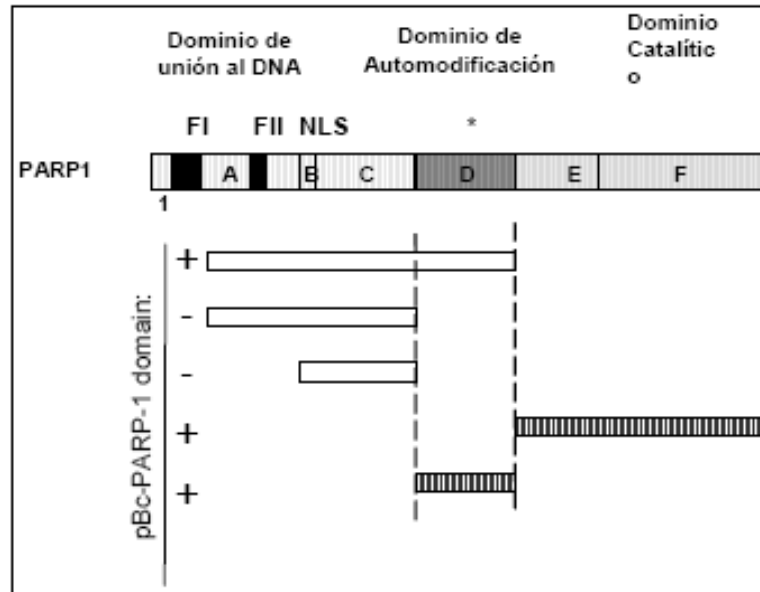 Dominio de
unión al DNA
Dominio de
Automodificación
Dominio
Catalític
o
FI FII NLS *
PARP1 A B C D E F
1
pBc-PARP-1 domain:
+
-
-
+
+